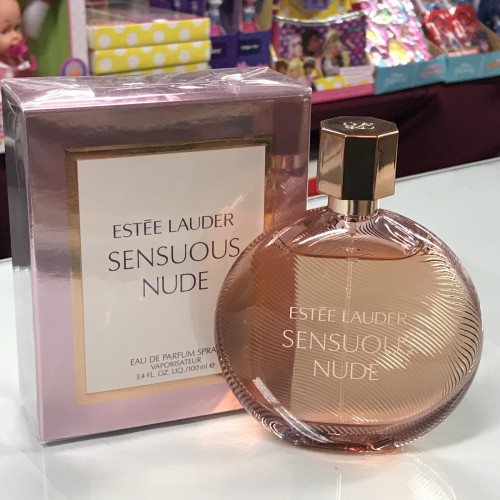 ESTĒE LAUDER
SENSUOUS
NUDE
EAU DE PARFUM SPRAY
VAPORISATEUR
3.4 FL. OZ. LIQ./100ml e
ESTĒE LAUDER
SENSUOUS
NUDE